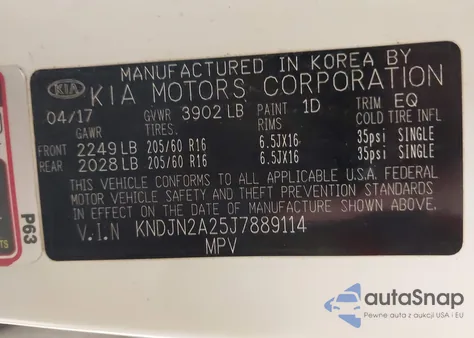 MANUFACTURED IN KOREA BY
KIA KIA MOTORS CORPORATION
04/17 GVWR 3902 LB PAINT 1D TRIM EQ
GAWR TIRES. RIMS COLD TIRE INFL
FRONT 2249 LB 205/60 R16 6.5JX16 35psi SINGLE
REAR 2028 LB 205/60 R16 6.5JX16 35psi SINGLE
THIS VEHICLE CONFORMS TO ALL APPLICABLE U.S.A. FEDERAL
MOTOR VEHICLE SAFETY AND THEFT PREVENTION STANDARDS
IN EFFECT ON THE DATE OF MANUFACTURE SHOWN ABOVE.
V.I.N KNDJN2A25J7889114
MPV
P63
TS
autoSnap
Pewne auta z aukcji USA i EU